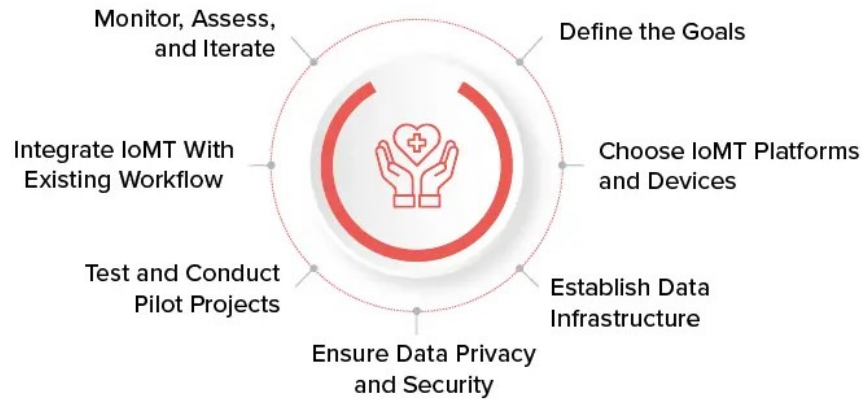 Define the Goals
Choose IoMT Platforms
and Devices
Establish Data
Infrastructure
Ensure Data Privacy
and Security
Test and Conduct
Pilot Projects
Integrate IoMT With
Existing Workflow
Monitor, Assess,
and Iterate